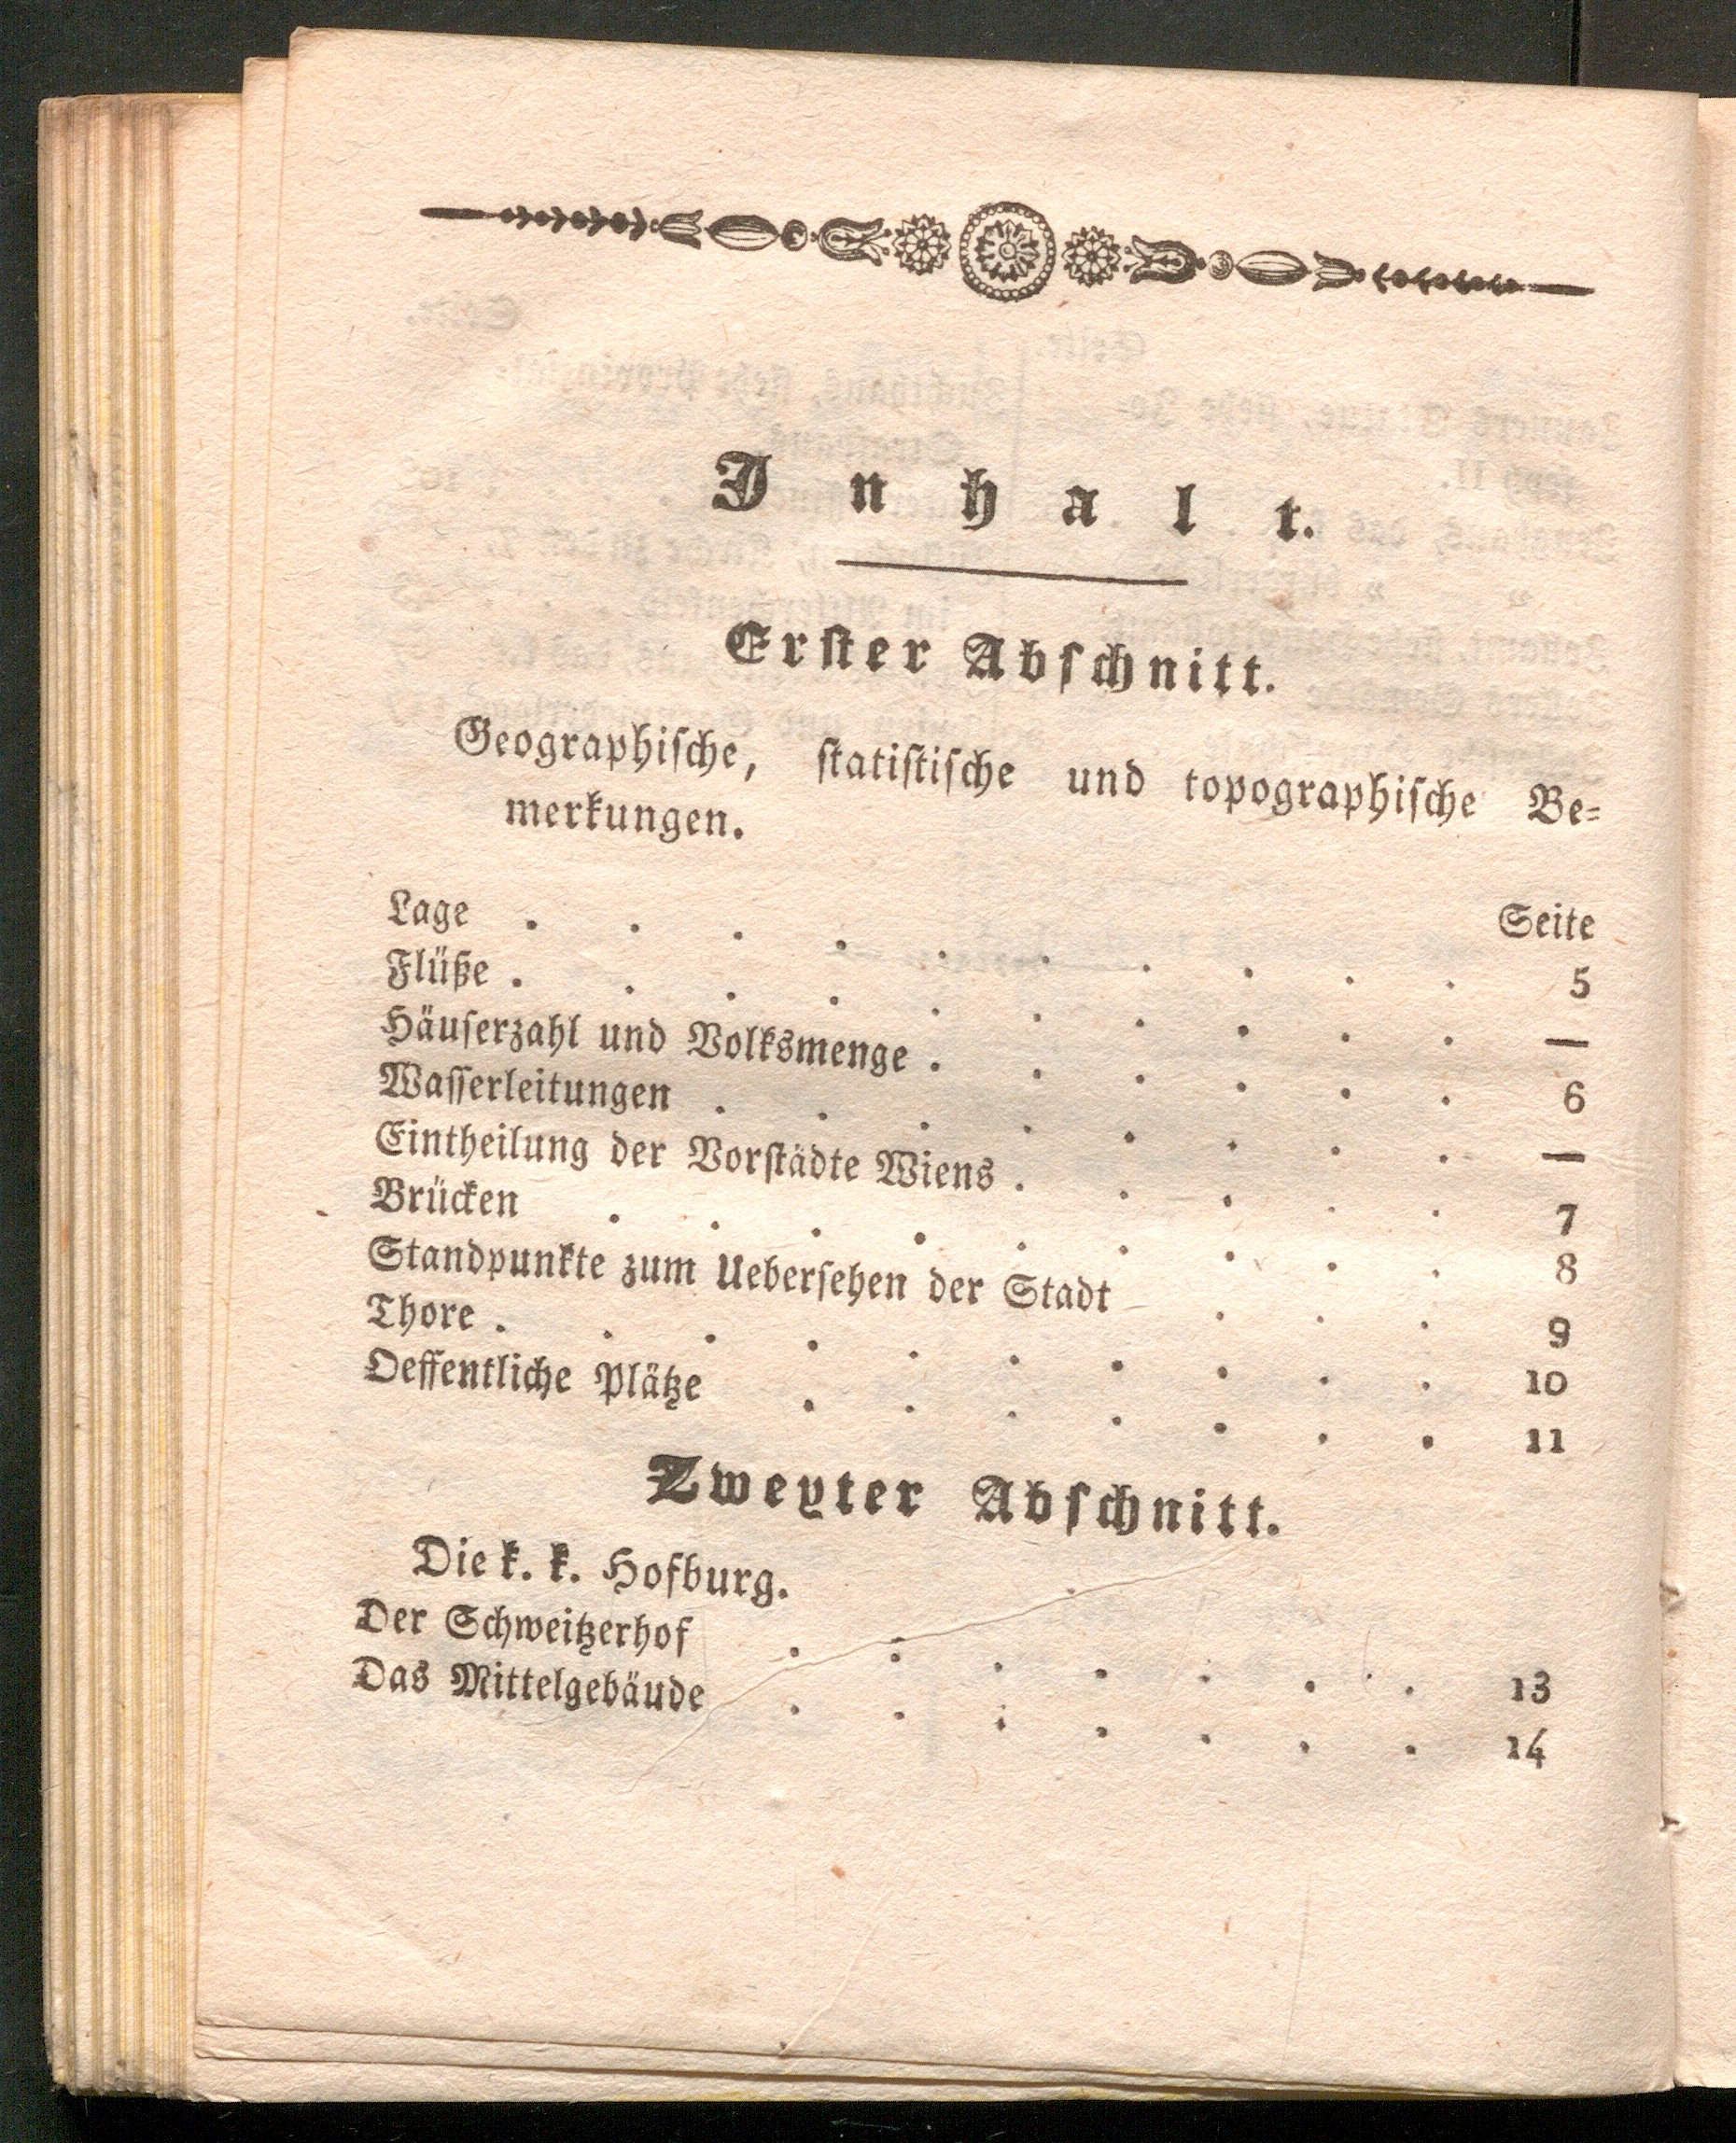 Inhalt.
Erster Abschnitt.
Geographische, statistische und topographische Be-
merkungen.
Seite
Lage . . . . . . . . . . 5
Flüße . . . . . . . . . . —
Häuserzahl und Volksmenge . . . . . . 6
Wasserleitungen . . . . . . . . —
Eintheilung der Vorstädte Wiens . . . . . 7
Brücken . . . . . . . . . 8
Standpunkte zum Uebersehen der Stadt . . . 9
Thore . . . . . . . . . . 10
Oeffentliche Plätze . . . . . . . 11
Zweyter Abschnitt.
Die k. k. Hofburg.
Der Schweitzerhof . . . . . . . 13
Das Mittelgebäude . . . . . . . 14